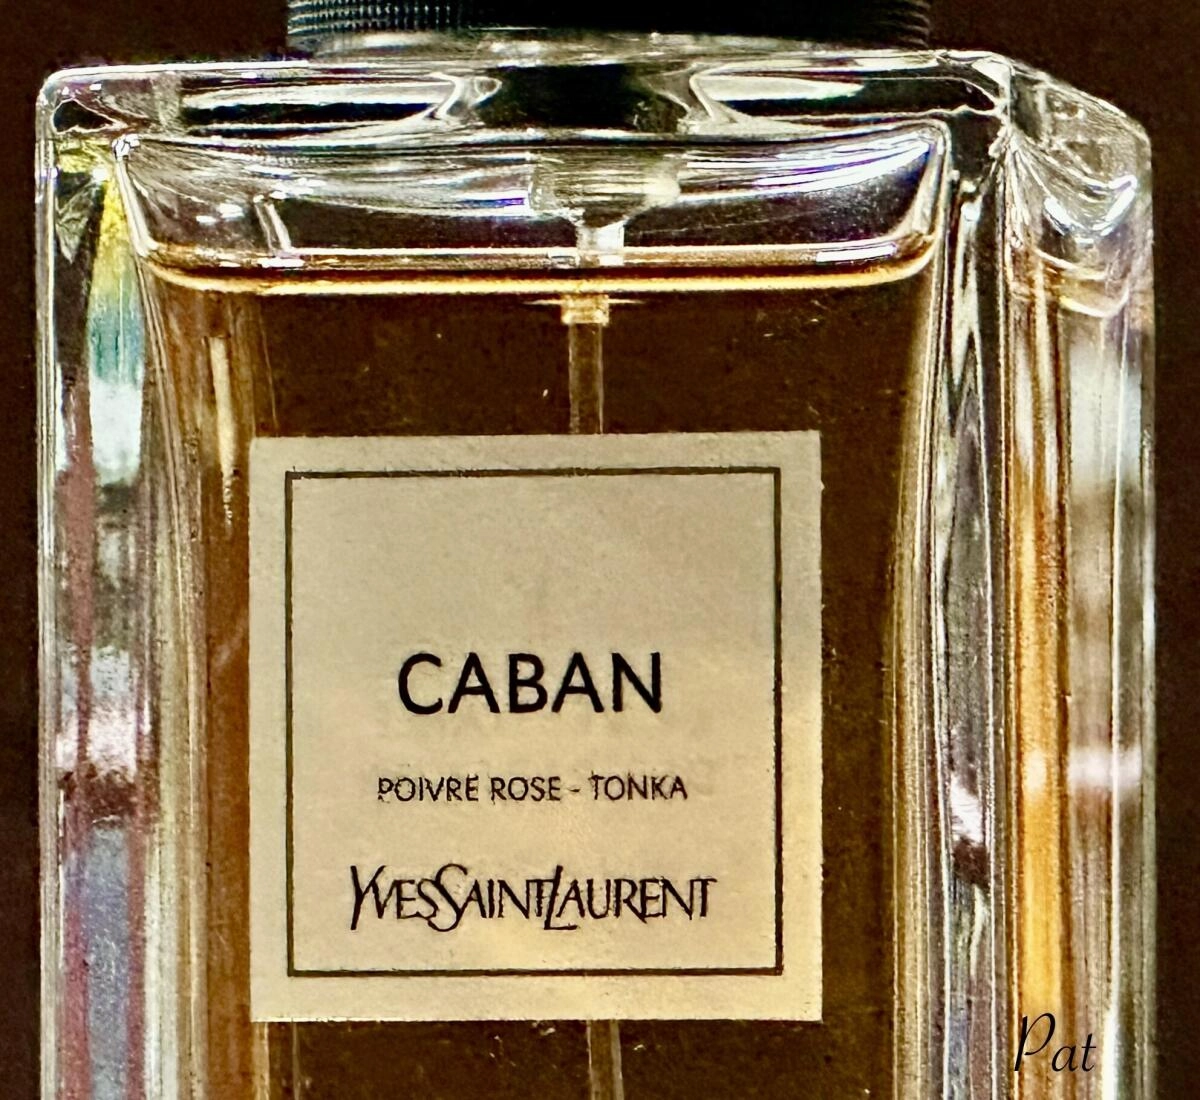 CABAN
POIVRE ROSE - TONKA
YVESSAINTLAURENT
Pat